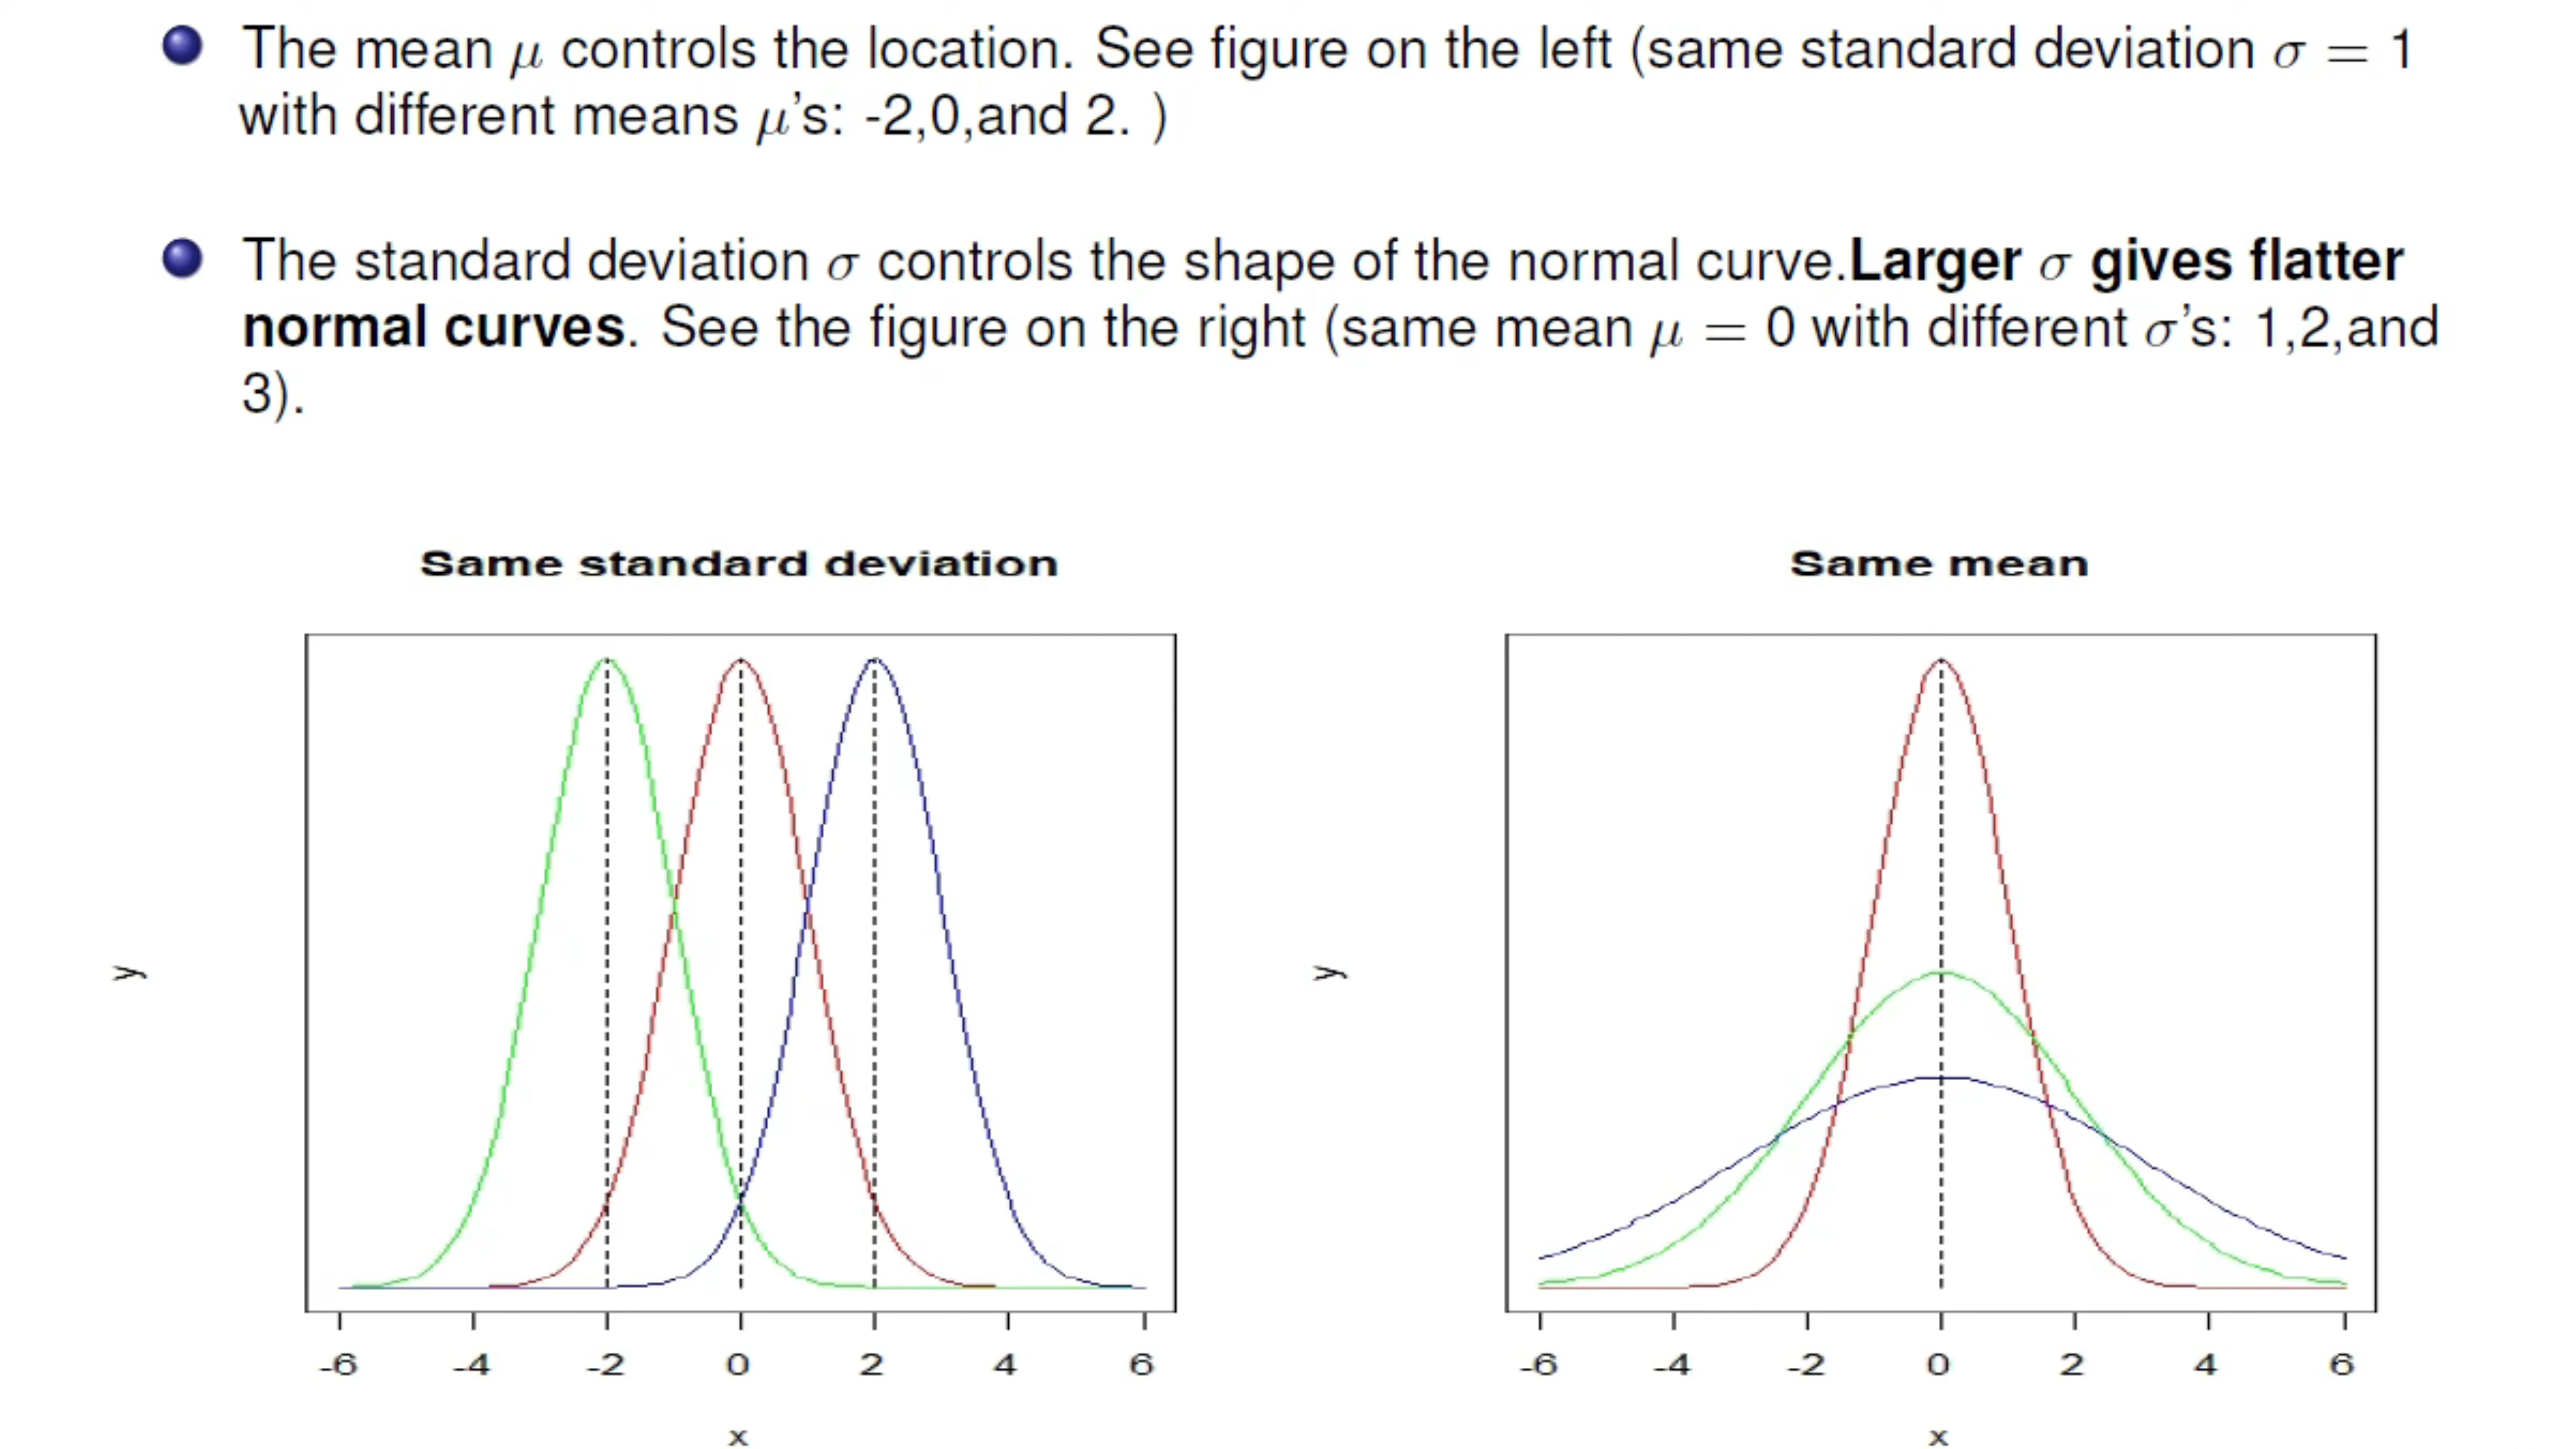 The mean μ controls the location. See figure on the left (same standard deviation σ = 1
with different means μ's: -2,0,and 2. )
The standard deviation σ controls the shape of the normal curve.Larger σ gives flatter
normal curves. See the figure on the right (same mean μ = 0 with different σ's: 1,2,and
3).
Same standard deviation
y
-6 -4 -2 0 2 4 6
x
Same mean
y
-6 -4 -2 0 2 4 6
x